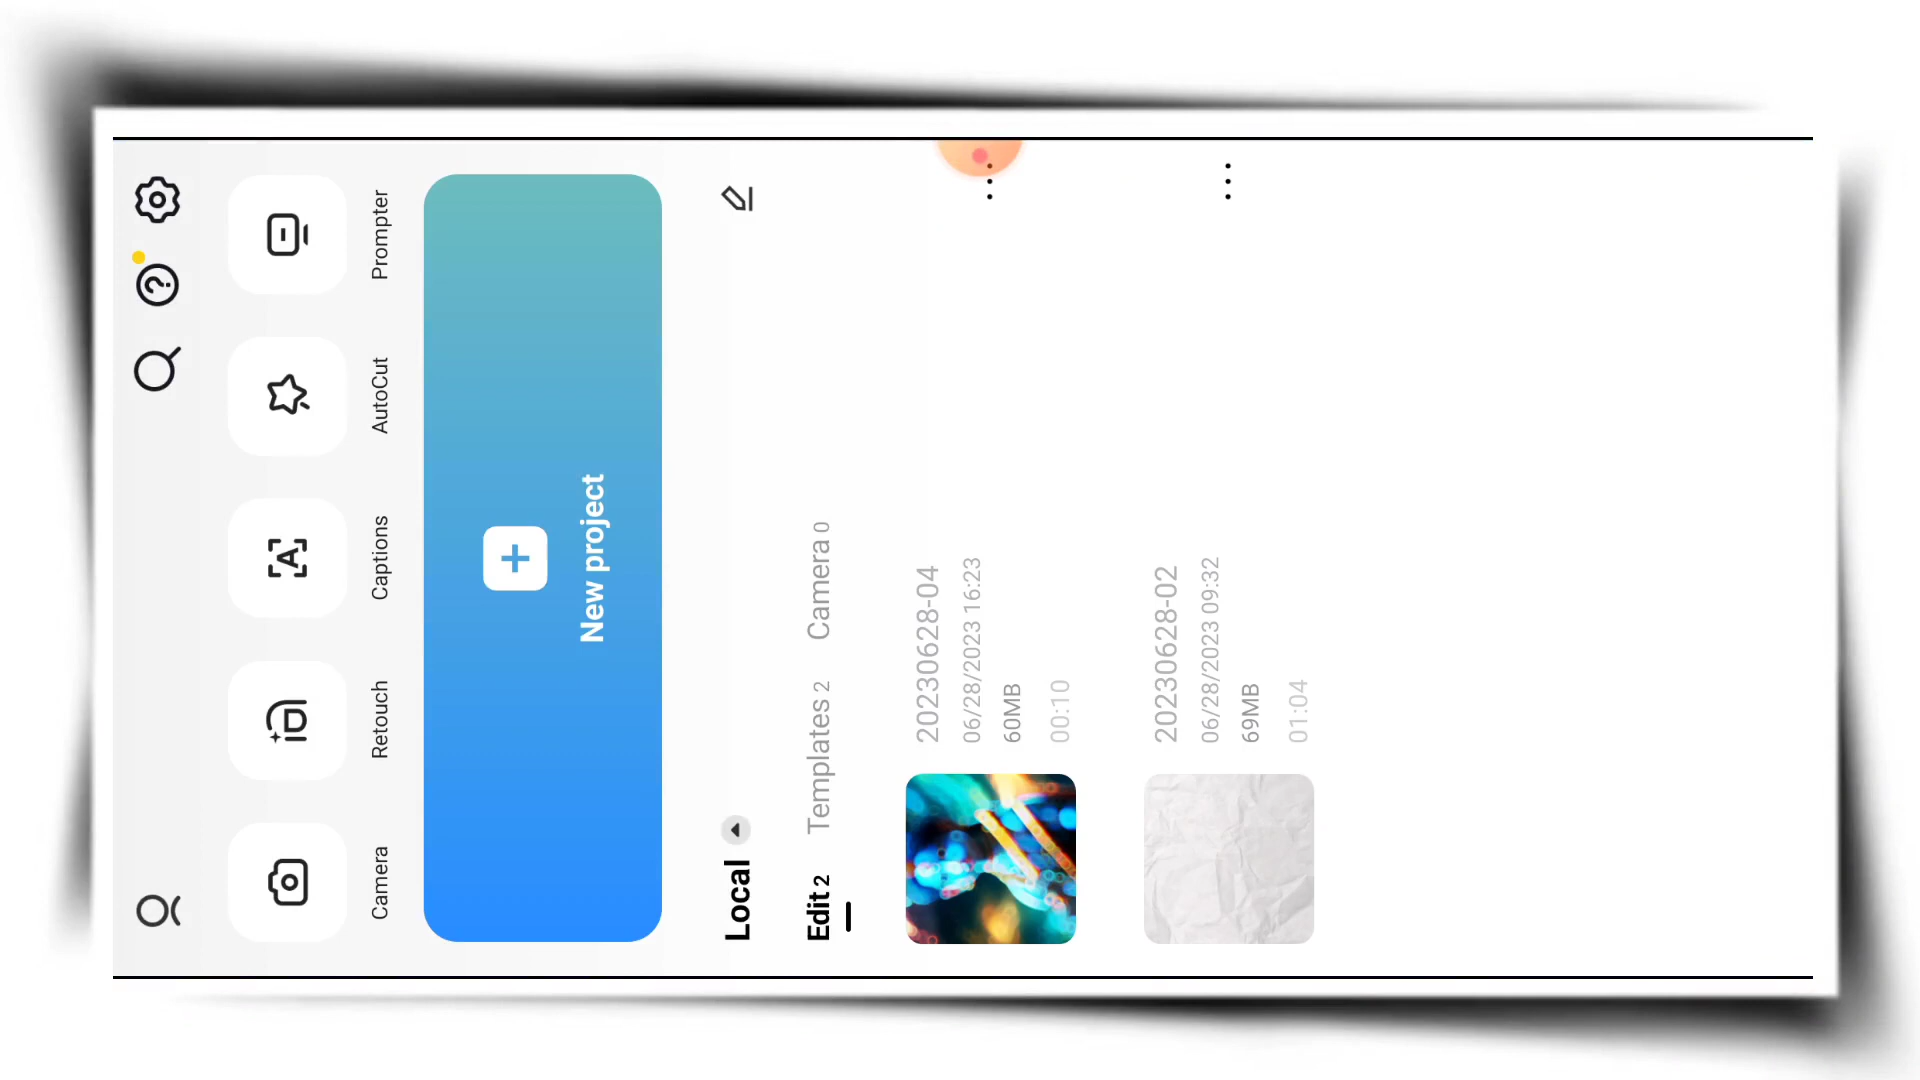 Camera
Retouch
Captions
AutoCut
Prompter
New project
Local
Edit 2
Templates 2
Camera 0
20230628-04
06/28/2023 16:23
60MB
00:10
20230628-02
06/28/2023 09:32
69MB
01:04